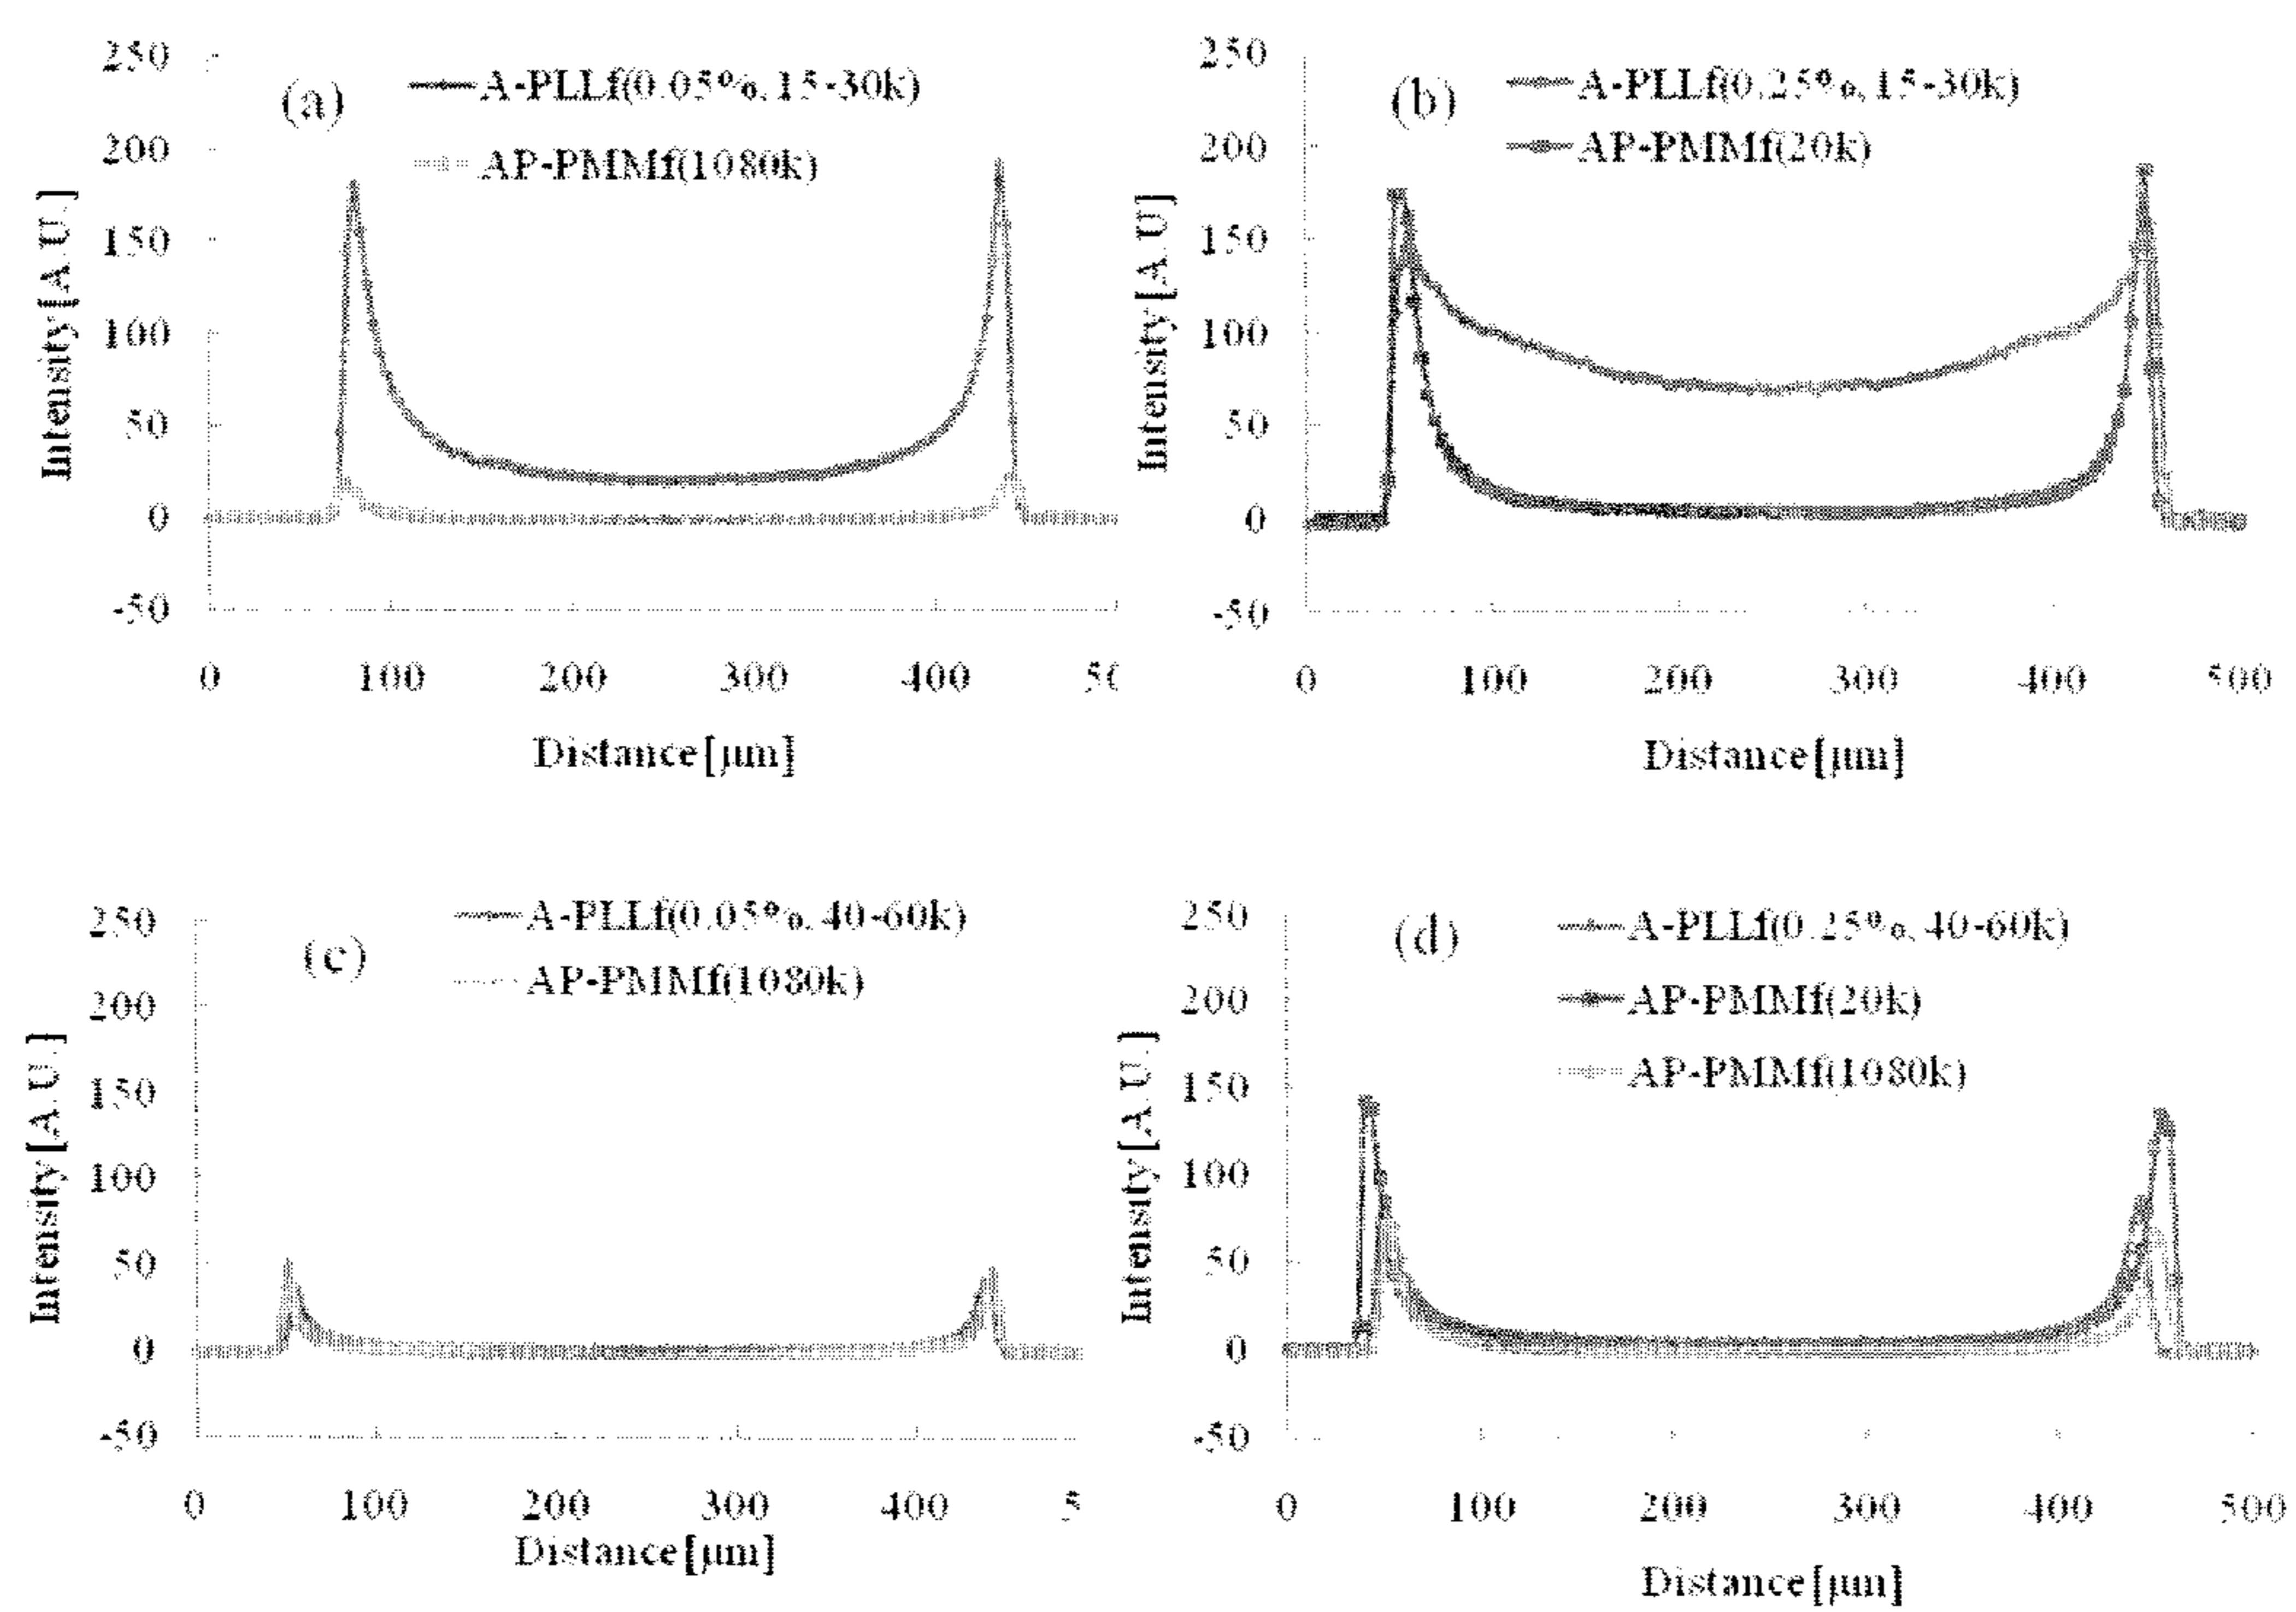 (a)
A-PLLf(0.05%, 15-30k)
AP-PMMf(1080k)
250
200
150
100
50
0
-50
Intensity[A.U.]
0 100 200 300 400
Distance[μm]
(b)
A-PLLf(0.25%, 15-30k)
AP-PMMf(20k)
250
200
150
100
50
0
-50
Intensity[A.U]
0 100 200 300 400 500
Distance[μm]
(c)
A-PLLf(0.05%, 40-60k)
AP-PMMf(1080k)
250
200
150
100
50
0
-50
Intensity[A.U.]
0 100 200 300 400 5
Distance[μm]
(d)
A-PLLf(0.25%, 40-60k)
AP-PMMf(20k)
AP-PMMf(1080k)
250
200
150
100
50
0
-50
Intensity[A.U.]
0 100 200 300 400 500
Distance[μm]